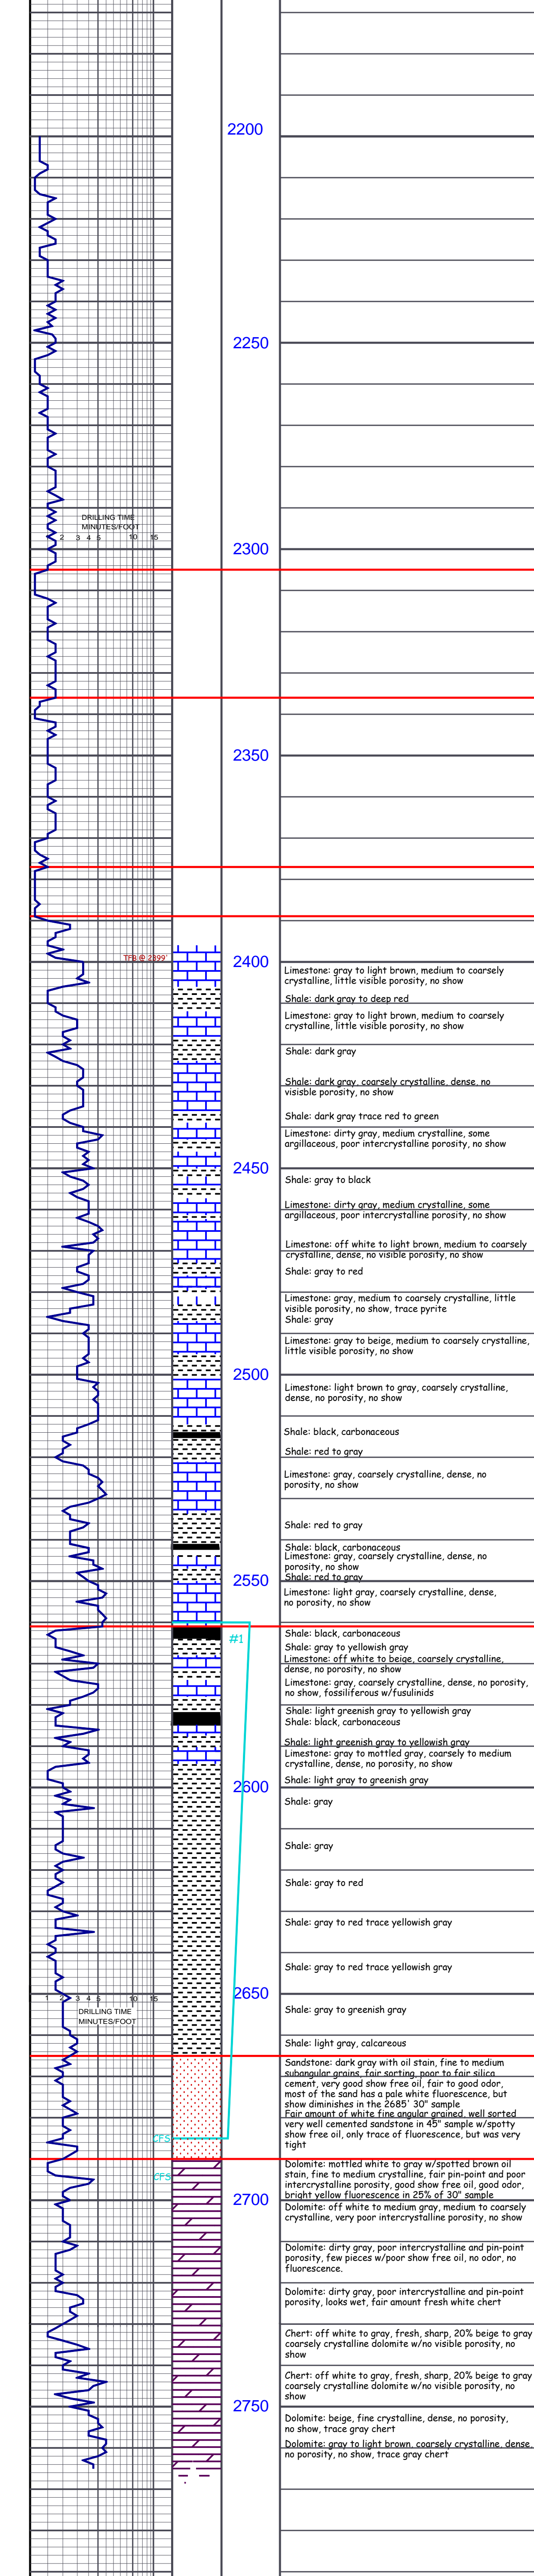 2200
2250
DRILLING TIME
MINUTES/FOOT
2 3 4 5 10 15
2300
2350
TFB @ 2399'
2400
Limestone: gray to light brown, medium to coarsely
crystalline, little visible porosity, no show
Shale: dark gray to deep red
Limestone: gray to light brown, medium to coarsely
crystalline, little visible porosity, no show
Shale: dark gray
Shale: dark gray, coarsely crystalline, dense, no
visisble porosity, no show
Shale: dark gray trace red to green
Limestone: dirty gray, medium crystalline, some
argillaceous, poor intercrystalline porosity, no show
2450
Shale: gray to black
Limestone: dirty gray, medium crystalline, some
argillaceous, poor intercrystalline porosity, no show
Limestone: off white to light brown, medium to coarsely
crystalline, dense, no visible porosity, no show
Shale: gray to red
Limestone: gray, medium to coarsely crystalline, little
visible porosity, no show, trace pyrite
Shale: gray
Limestone: gray to beige, medium to coarsely crystalline,
little visible porosity, no show
2500
Limestone: light brown to gray, coarsely crystalline,
dense, no porosity, no show
Shale: black, carbonaceous
Shale: red to gray
Limestone: gray, coarsely crystalline, dense, no
porosity, no show
Shale: red to gray
Shale: black, carbonaceous
Limestone: gray, coarsely crystalline, dense, no
porosity, no show
Shale: red to gray
2550
Limestone: light gray, coarsely crystalline, dense,
no porosity, no show
Shale: black, carbonaceous
#1
Shale: gray to yellowish gray
Limestone: off white to beige, coarsely crystalline,
dense, no porosity, no show
Limestone: gray, coarsely crystalline, dense, no porosity,
no show, fossiliferous w/fusulinids
Shale: light greenish gray to yellowish gray
Shale: black, carbonaceous
Shale: light greenish gray to yellowish gray
Limestone: gray to mottled gray, coarsely to medium
crystalline, dense, no porosity, no show
Shale: light gray to greenish gray
2600
Shale: gray
Shale: gray
Shale: gray to red
Shale: gray to red trace yellowish gray
Shale: gray to red trace yellowish gray
2650
1 2 3 4 5 10 15
DRILLING TIME
MINUTES/FOOT
Shale: gray to greenish gray
Shale: light gray, calcareous
Sandstone: dark gray with oil stain, fine to medium
subangular grains, fair sorting, poor to fair silica
cement, very good show free oil, fair to good odor,
most of the sand has a pale white fluorescence, but
show diminishes in the 2685' 30" sample
Fair amount of white fine angular grained, well sorted
very well cemented sandstone in 45" sample w/spotty
show free oil, only trace of fluorescence, but was very
tight
CFS
Dolomite: mottled white to gray w/spotted brown oil
stain, fine to medium crystalline, fair pin-point and poor
intercrystalline porosity, good show free oil, good odor,
bright yellow fluorescence in 25% of 30" sample
CFS
2700
Dolomite: off white to medium gray, medium to coarsely
crystalline, very poor intercrystalline porosity, no show
Dolomite: dirty gray, poor intercrystalline and pin-point
porosity, few pieces w/poor show free oil, no odor, no
fluorescence.
Dolomite: dirty gray, poor intercrystalline and pin-point
porosity, looks wet, fair amount fresh white chert
Chert: off white to gray, fresh, sharp, 20% beige to gray
coarsely crystalline dolomite w/no visible porosity, no
show
Chert: off white to gray, fresh, sharp, 20% beige to gray
coarsely crystalline dolomite w/no visible porosity, no
show
2750
Dolomite: beige, fine crystalline, dense, no porosity,
no show, trace gray chert
Dolomite: gray to light brown, coarsely crystalline, dense,
no porosity, no show, trace gray chert